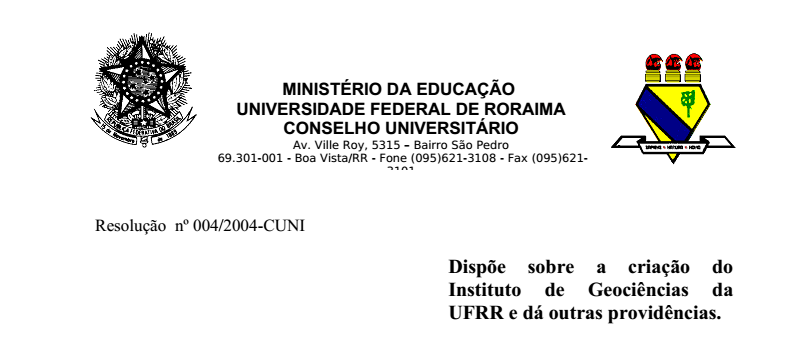 MINISTÉRIO DA EDUCAÇÃO
UNIVERSIDADE FEDERAL DE RORAIMA
CONSELHO UNIVERSITÁRIO
Av. Ville Roy, 5315 – Bairro São Pedro
69.301-001 - Boa Vista/RR - Fone (095)621-3108 - Fax (095)621-
Resolução nº 004/2004-CUNI
Dispõe sobre a criação do
Instituto de Geociências da
UFRR e dá outras providências.